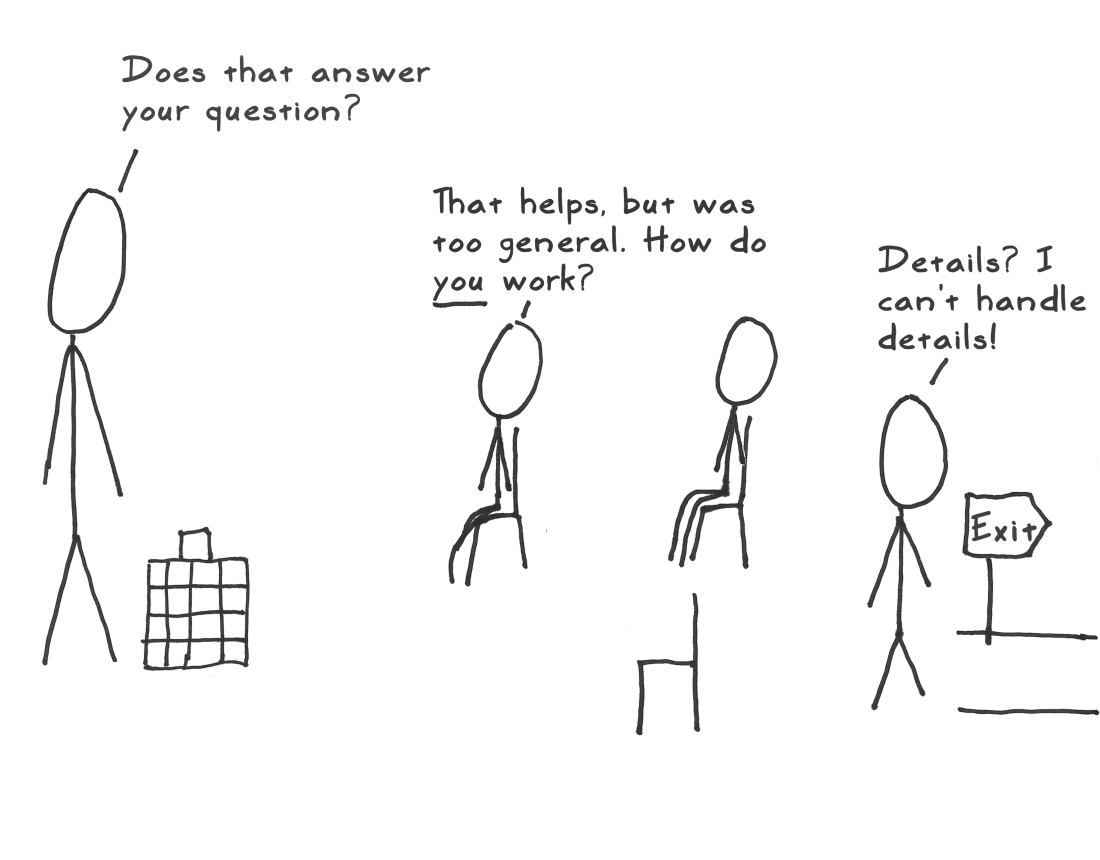 Does that answer
your question?
That helps, but was
too general. How do
you work?
Details? I
can't handle
details!
Exit